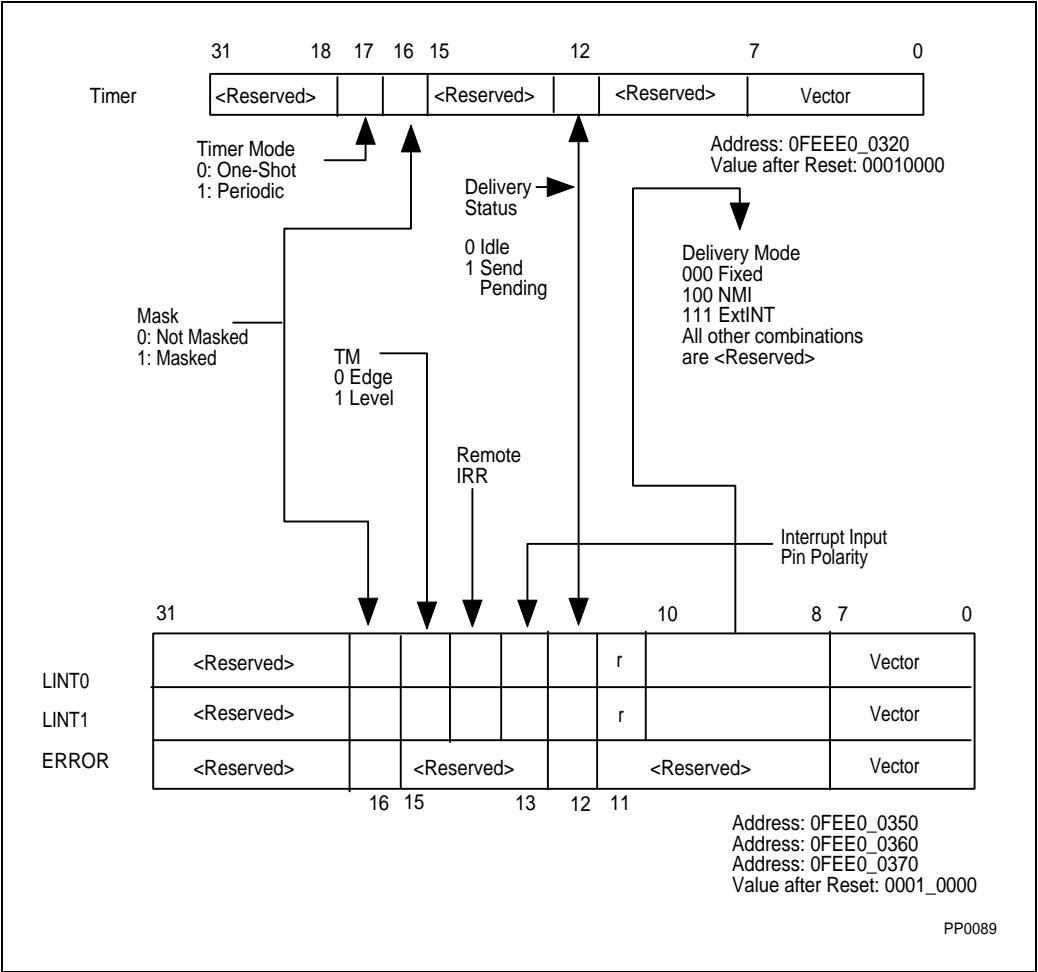 31 18 17 16 15 12 7 0
Timer <Reserved> <Reserved> <Reserved> Vector
Timer Mode
0: One-Shot
1: Periodic
Address: 0FEEE0_0320
Value after Reset: 00010000
Delivery
Status
0 Idle
1 Send
Pending
Delivery Mode
000 Fixed
100 NMI
111 ExtINT
All other combinations
are <Reserved>
Mask
0: Not Masked
1: Masked
TM
0 Edge
1 Level
Remote
IRR
Interrupt Input
Pin Polarity
31 10 8 7 0
LINT0 <Reserved> r Vector
LINT1 <Reserved> r Vector
ERROR <Reserved> <Reserved> <Reserved> Vector
16 15 13 12 11
Address: 0FEE0_0350
Address: 0FEE0_0360
Address: 0FEE0_0370
Value after Reset: 0001_0000
PP0089